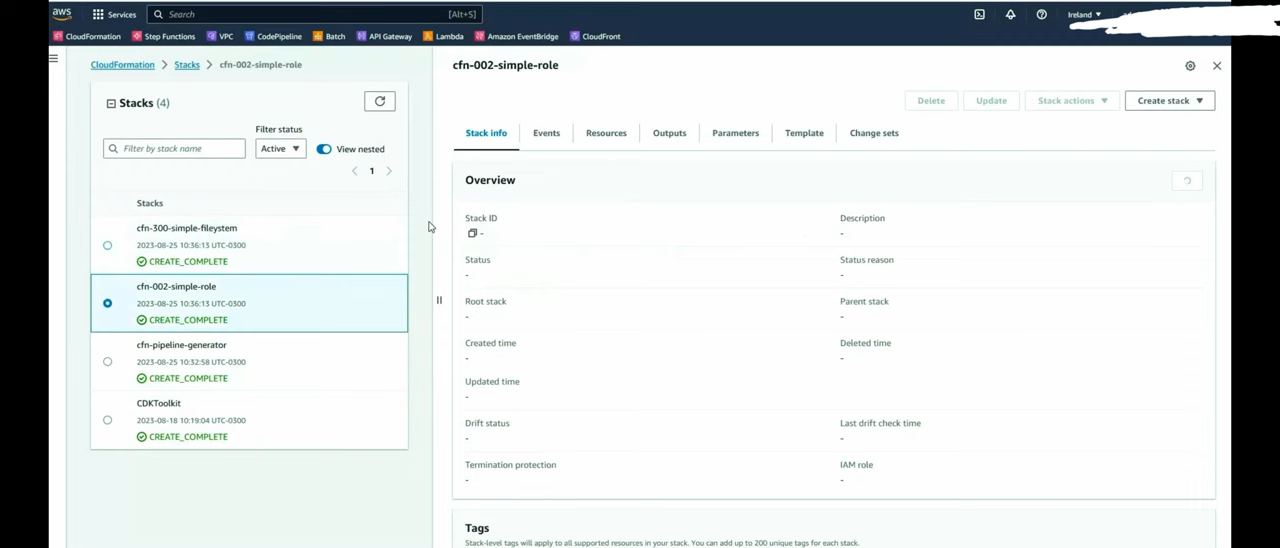 aws Services Search [Alt+S] Ireland ▼
CloudFormation Step Functions VPC CodePipeline Batch API Gateway Lambda Amazon EventBridge CloudFront
CloudFormation > Stacks > cfn-002-simple-role
cfn-002-simple-role
Stacks (4)
Delete Update Stack actions ▼ Create stack ▼
Filter status
Filter by stack name Active ▼ View nested
< 1 >
Stack info Events Resources Outputs Parameters Template Change sets
Stacks
cfn-300-simple-fileystem
2023-08-25 10:36:13 UTC-0300
CREATE_COMPLETE
cfn-002-simple-role
2023-08-25 10:36:13 UTC-0300
CREATE_COMPLETE
cfn-pipeline-generator
2023-08-25 10:32:58 UTC-0300
CREATE_COMPLETE
CDKToolkit
2023-08-18 10:19:04 UTC-0300
CREATE_COMPLETE
Overview
Stack ID
-
Description
-
Status
-
Status reason
-
Root stack
-
Parent stack
-
Created time
-
Deleted time
-
Updated time
-
Drift status
-
Last drift check time
-
Termination protection
-
IAM role
-
Tags
Stack-level tags will apply to all supported resources in your stack. You can add up to 200 unique tags for each stack.